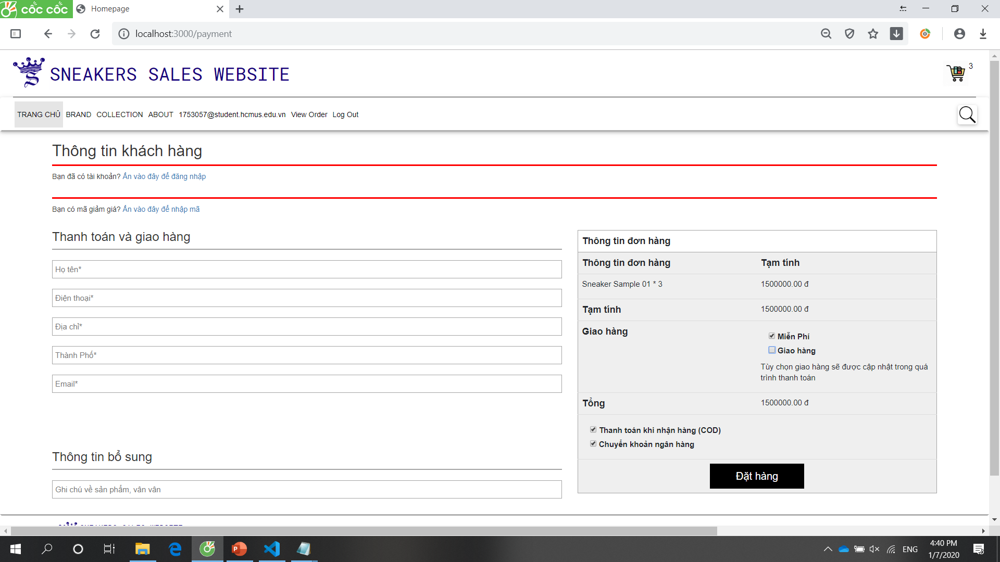 cốc cốc
Homepage
localhost:3000/payment
SNEAKERS SALES WEBSITE
3
TRANG CHỦ BRAND COLLECTION ABOUT 1753057@student.hcmus.edu.vn View Order Log Out
Thông tin khách hàng
Bạn đã có tài khoản? Ấn vào đây để đăng nhập
Bạn có mã giảm giá? Ấn vào đây để nhập mã
Thanh toán và giao hàng
Họ tên*
Điện thoại*
Địa chỉ*
Thành Phố*
Email*
Thông tin bổ sung
Ghi chú về sản phẩm, vân vân
Thông tin đơn hàng
Thông tin đơn hàng Tạm tính
Sneaker Sample 01 * 3 1500000.00 đ
Tạm tính 1500000.00 đ
Giao hàng
Miễn Phí
Giao hàng
Tùy chọn giao hàng sẽ được cập nhật trong quá
trình thanh toán
Tổng 1500000.00 đ
Thanh toán khi nhận hàng (COD)
Chuyển khoản ngân hàng
Đặt hàng
SNEAKERS SALES WEBSITE
ENG
4:40 PM
1/7/2020